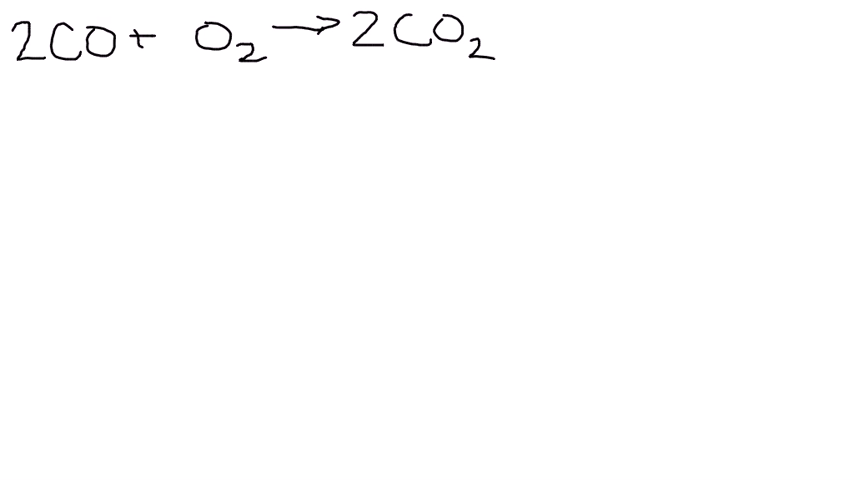 2CO + O₂ → 2CO₂